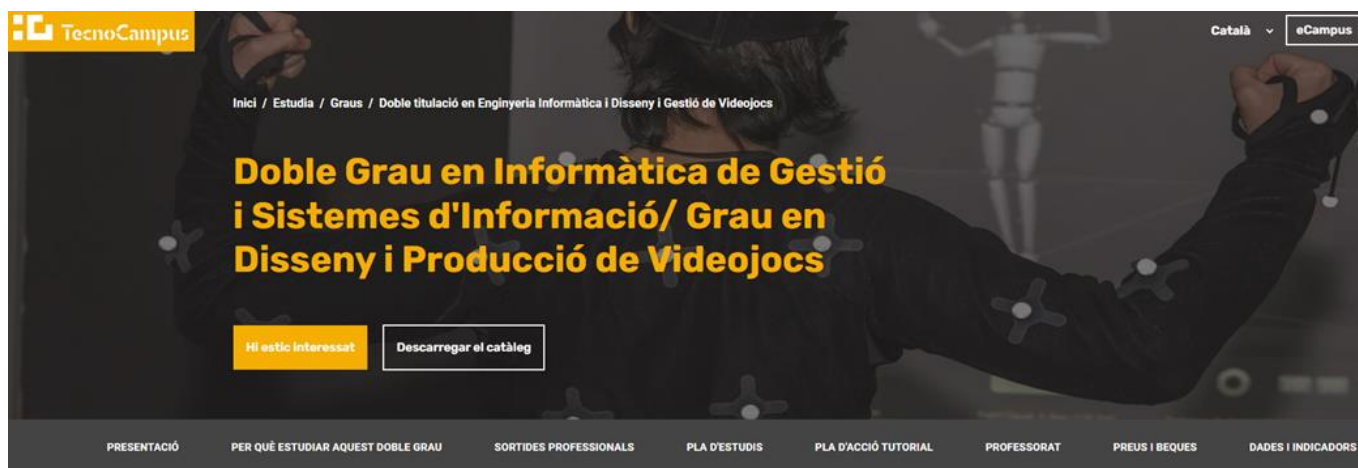 TecnoCampus
Català
eCampus
Inici / Estudia / Graus / Doble titulació en Enginyeria Informàtica i Disseny i Gestió de Videojocs
Doble Grau en Informàtica de Gestió
i Sistemes d'Informació/ Grau en
Disseny i Producció de Videojocs
Hi estic interessat
Descarregar el catàleg
PRESENTACIÓ
PER QUÈ ESTUDIAR AQUEST DOBLE GRAU
SORTIDES PROFESSIONALS
PLA D'ESTUDIS
PLA D'ACCIÓ TUTORIAL
PROFESSORAT
PREUS I BEQUES
DADES I INDICADORS